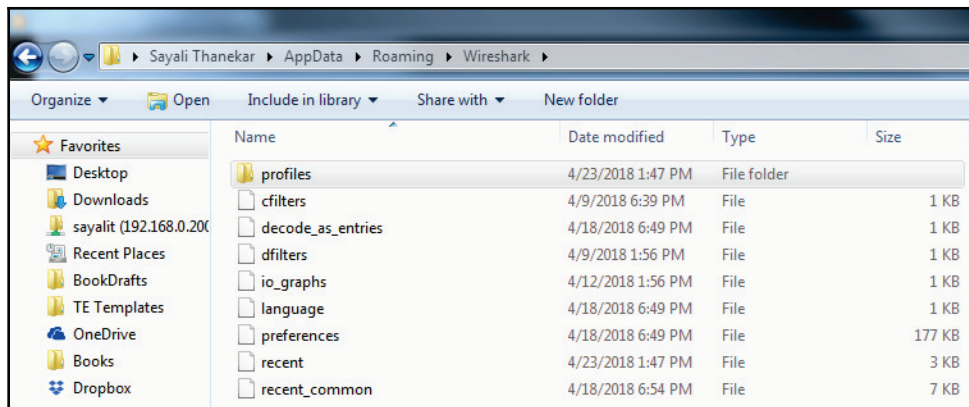 Sayali Thanekar AppData Roaming Wireshark
Organize Open Include in library Share with New folder
Name Date modified Type Size
Favorites
Desktop
Downloads
sayalit (192.168.0.200
Recent Places
BookDrafts
TE Templates
OneDrive
Books
Dropbox
profiles 4/23/2018 1:47 PM File folder
cfilters 4/9/2018 6:39 PM File 1 KB
decode_as_entries 4/18/2018 6:49 PM File 1 KB
dfilters 4/9/2018 1:56 PM File 1 KB
io_graphs 4/12/2018 1:56 PM File 1 KB
language 4/18/2018 6:49 PM File 1 KB
preferences 4/18/2018 6:49 PM File 177 KB
recent 4/23/2018 1:47 PM File 3 KB
recent_common 4/18/2018 6:54 PM File 7 KB